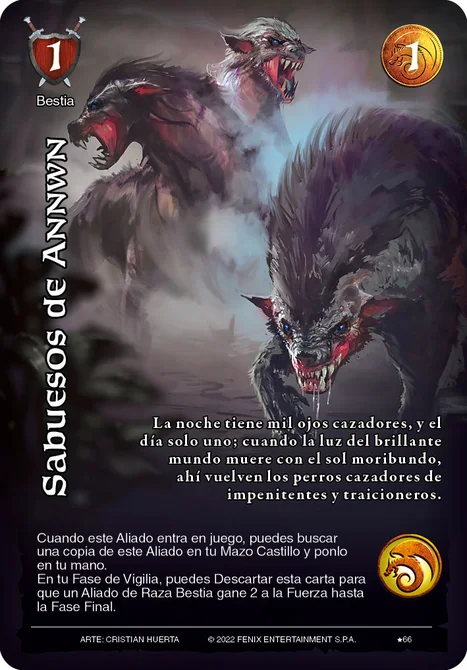 1
1
Bestia
Sabuesos de Annwn
La noche tiene mil ojos cazadores, y el
día solo uno; cuando la luz del brillante
mundo muere con el sol moribundo,
ahí vuelven los perros cazadores de
impenitentes y traicioneros.
Cuando este Aliado entra en juego, puedes buscar
una copia de este Aliado en tu Mazo Castillo y ponlo
en tu mano.
En tu Fase de Vigilia, puedes Descartar esta carta para
que un Aliado de Raza Bestia gane 2 a la Fuerza hasta
la Fase Final.
ARTE: CRISTIAN HUERTA © 2022 FENIX ENTERTAINMENT S.P.A. ★66